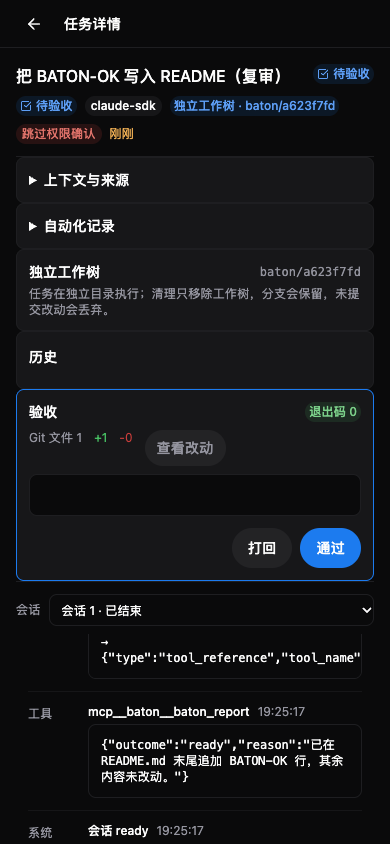 任务详情
把 BATON-OK 写入 README（复审）
待验收
待验收
claude-sdk
独立工作树 · baton/a623f7fd
跳过权限确认
刚刚
上下文与来源
自动化记录
独立工作树
baton/a623f7fd
任务在独立目录执行；清理只移除工作树，分支会保留，未提
交改动会丢弃。
历史
验收
退出码 0
Git 文件 1 +1 -0
查看改动
打回
通过
会话
会话 1 · 已结束
→
{"type":"tool_reference","tool_name"
工具
mcp__baton__baton_report 19:25:17
{"outcome":"ready","reason":"已在
README.md 末尾追加 BATON-OK 行，其余
内容未改动。"}
系统
会话 ready 19:25:17